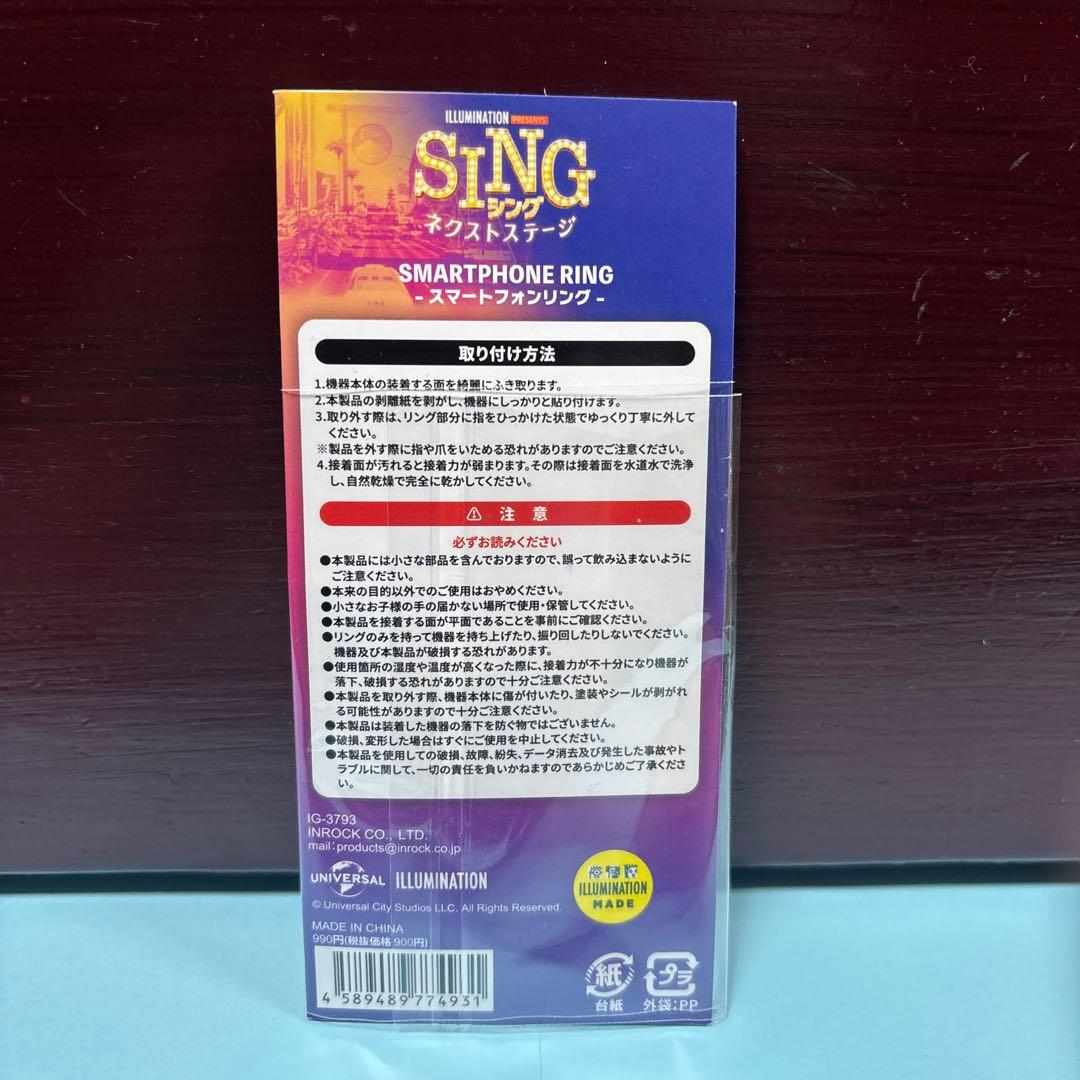 ILLUMINATION PRESENTS
SING
シング
ネクストステージ
SMARTPHONE RING
- スマートフォンリング -
取り付け方法
1.機器本体の装着する面を綺麗にふき取ります。
2.本製品の剥離紙を剥がし、機器にしっかりと貼り付けます。
3.取り外す際は、リング部分に指をひっかけた状態でゆっくり丁寧に外して
ください。
※製品を外す際に指や爪をいためる恐れがありますのでご注意ください。
4.接着面が汚れると接着力が弱まります。その際は接着面を水道水で洗浄
し、自然乾燥で完全に乾かしてください。
⚠ 注 意 。
必ずお読みください
●本製品には小さな部品を含んでおりますので、誤って飲み込まないように
ご注意ください。
●本来の目的以外でのご使用はおやめください。
●小さなお子様の手の届かない場所で使用・保管してください。
●本製品を接着する面が平面であることを事前にご確認ください。
●リングのみを持って機器を持ち上げたり、振り回したりしないでください。
機器及び本製品が破損する恐れがあります。
●使用箇所の湿度や温度が高くなった際に、接着力が不十分になり機器が
落下、破損する恐れがありますので十分ご注意ください。
●本製品を取り外す際、機器本体に傷が付いたり、塗装やシールが剥がれ
る可能性がありますので十分ご注意ください。
●本製品は装着した機器の落下を防ぐ物ではございません。
●破損、変形した場合はすぐにご使用を中止してください。
●本製品を使用しての破損、故障、紛失、データ消去及び発生した事故やト
ラブルに関して、一切の責任を負いかねますのであらかじめご了承くださ
い。
IG-3793
INROCK CO., LTD.
mail：products@inrock.co.jp
UNIVERSAL ILLUMINATION
ILLUMINATION
MADE
© Universal City Studios LLC. All Rights Reserved.
MADE IN CHINA
990円(税抜価格 900円)
4 589489 774931
紙
台紙
プラ
外袋:PP